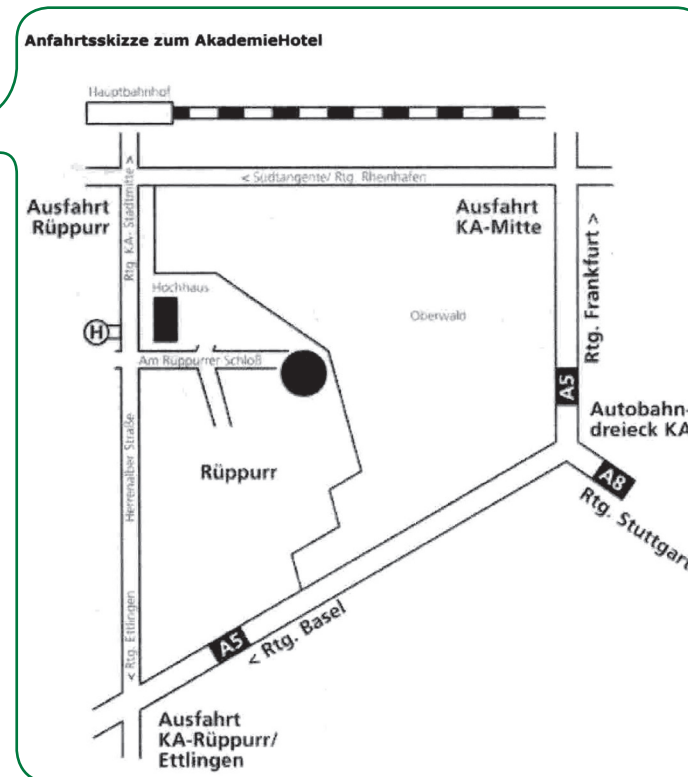 Anfahrtsskizze zum AkademieHotel
Hauptbahnhof
< Südtangente/ Rtg. Rheinhafen
Ausfahrt
Rüppurr
Rtg. KA- Stadtmitte >
Ausfahrt
KA-Mitte
Rtg. Frankfurt >
Hochhaus
Oberwald
H
Am Rüppurrer Schloß
A5
Autobahn-
dreieck KA
Herrenalber Straße
Rüppurr
A8
Rtg. Stuttgart
< Rtg. Ettlingen
A5
< Rtg. Basel
Ausfahrt
KA-Rüppurr/
Ettlingen